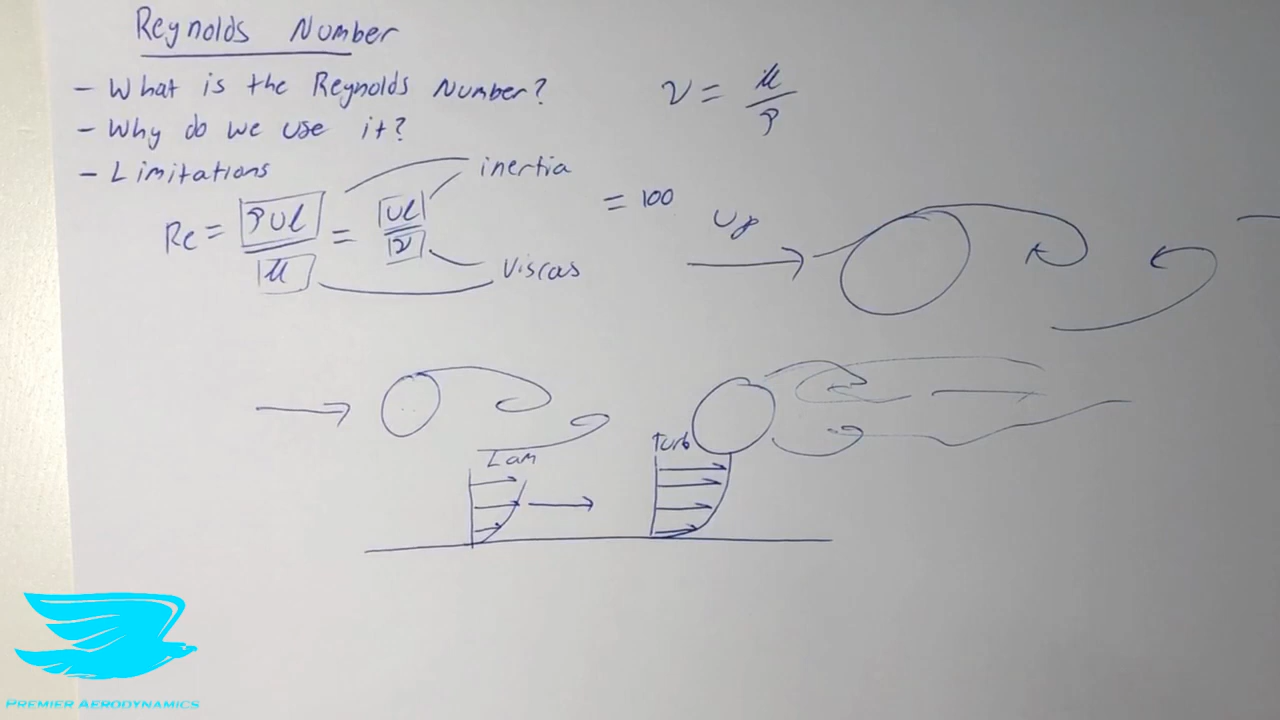 Reynolds Number
- What is the Reynolds Number?
- Why do we use it?
- Limitations
ν = μ/ρ
inertia
Re = ρUl/μ = Ul/ν
= 100
U∞
Viscas
Lam
turb
PREMIER AERODYNAMICS